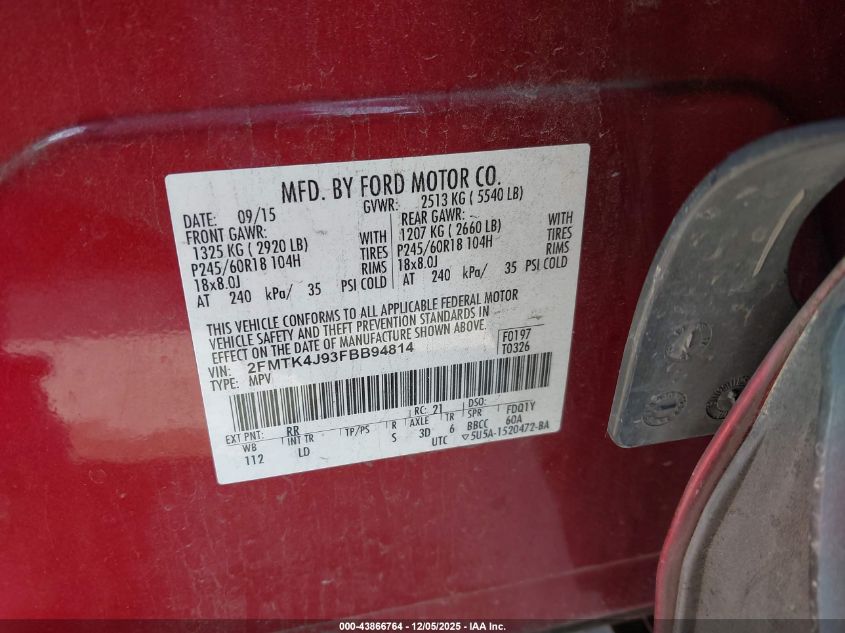 MFD. BY FORD MOTOR CO.
DATE: 09/15 GVWR: 2513 KG ( 5540 LB)
FRONT GAWR: REAR GAWR:
1325 KG ( 2920 LB) WITH 1207 KG ( 2660 LB) WITH
P245/60R18 104H TIRES P245/60R18 104H TIRES
18x8.0J RIMS 18x8.0J RIMS
AT 240 kPa/ 35 PSI COLD AT 240 kPa/ 35 PSI COLD
THIS VEHICLE CONFORMS TO ALL APPLICABLE FEDERAL MOTOR
VEHICLE SAFETY AND THEFT PREVENTION STANDARDS IN
EFFECT ON THE DATE OF MANUFACTURE SHOWN ABOVE.
VIN: 2FMTK4J93FBB94814 F0197
TYPE: MPV T0326
EXT PNT: RR RC: 21 DSO: FDQ1Y
WB INT TR TP/PS R AXLE TR SPR 60A
112 LD S 3D 6 BBCC
UTC ▽5U5A-1520472-BA
000-43866764 - 12/05/2025 - IAA Inc.